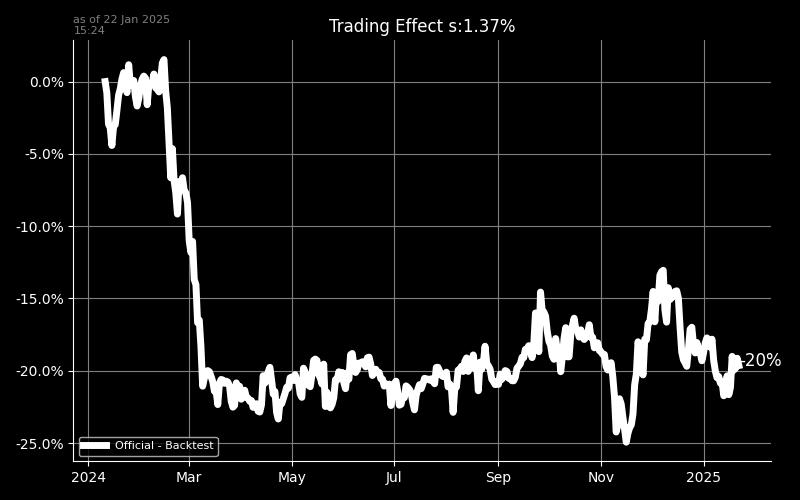 as of 22 Jan 2025
15:24
Trading Effect s:1.37%
0.0%
-5.0%
-10.0%
-15.0%
-20.0%
-25.0%
-20%
Official - Backtest
2024 Mar May Jul Sep Nov 2025